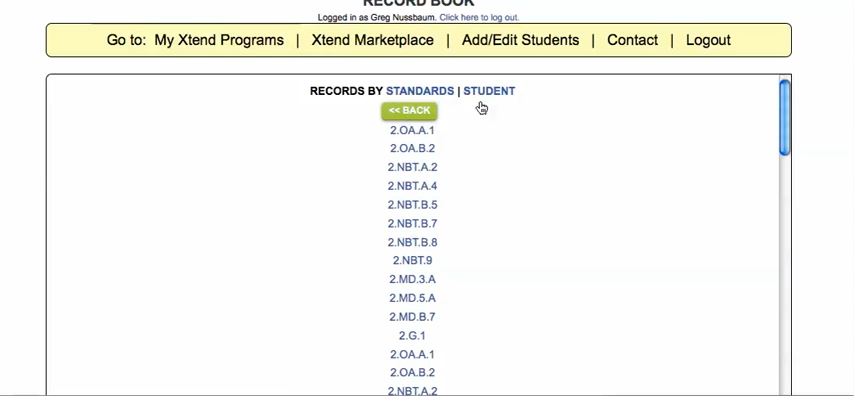 RECORD BOOK
Logged in as Greg Nussbaum. Click here to log out.
Go to: My Xtend Programs | Xtend Marketplace | Add/Edit Students | Contact | Logout
RECORDS BY STANDARDS | STUDENT
<< BACK
2.OA.A.1
2.OA.B.2
2.NBT.A.2
2.NBT.A.4
2.NBT.B.5
2.NBT.B.7
2.NBT.B.8
2.NBT.9
2.MD.3.A
2.MD.5.A
2.MD.B.7
2.G.1
2.OA.A.1
2.OA.B.2
2.NBT.A.2